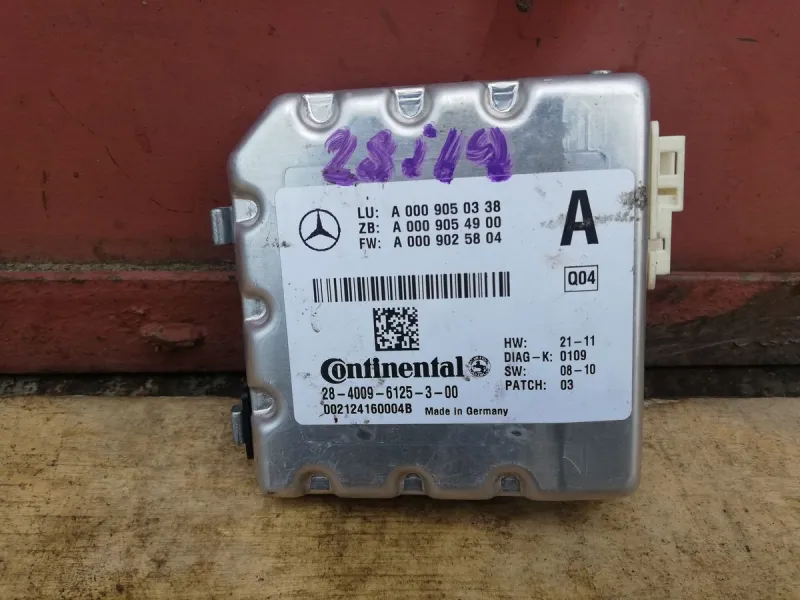 28i19
LU: A 000 905 03 38
ZB: A 000 905 49 00
FW: A 000 902 58 04
A
Q04
HW: 21-11
DIAG-K: 0109
SW: 08-10
PATCH: 03
Continental
28-4009-6125-3-00
002124160004B Made in Germany